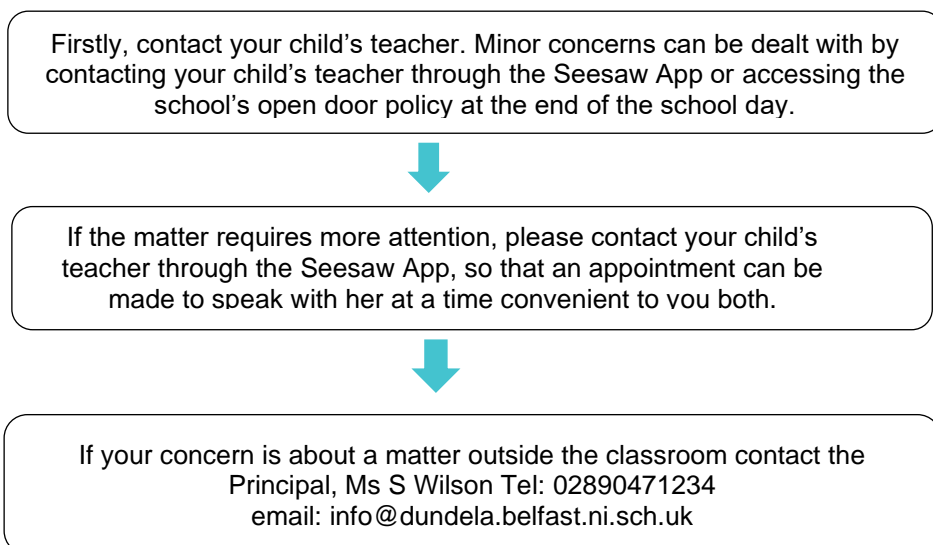 Firstly, contact your child’s teacher. Minor concerns can be dealt with by
contacting your child’s teacher through the Seesaw App or accessing the
school’s open door policy at the end of the school day.
If the matter requires more attention, please contact your child’s
teacher through the Seesaw App, so that an appointment can be
made to speak with her at a time convenient to you both.
If your concern is about a matter outside the classroom contact the
Principal, Ms S Wilson Tel: 02890471234
email: info@dundela.belfast.ni.sch.uk